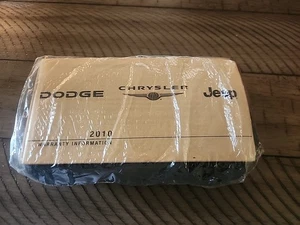 DODGE CHRYSLER Jeep
2010
WARRANTY INFORMATION